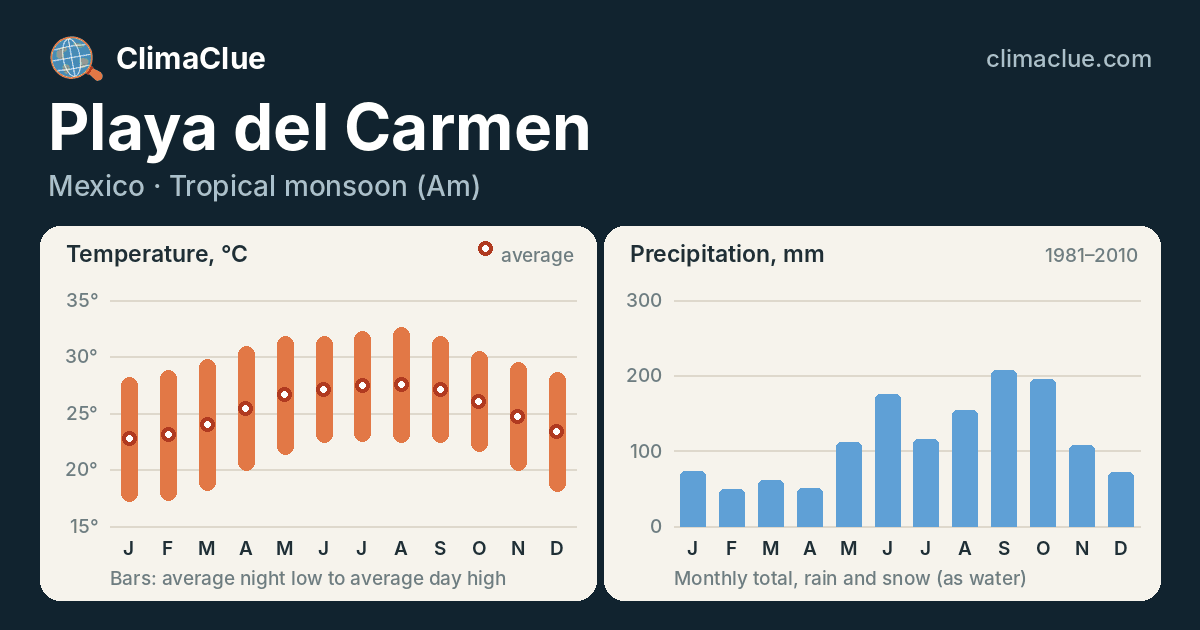 ClimaClue
climaclue.com
Playa del Carmen
Mexico · Tropical monsoon (Am)
Temperature, °C
average
35°
30°
25°
20°
15°
J F M A M J J A S O N D
Bars: average night low to average day high
Precipitation, mm
1981–2010
300
200
100
0
J F M A M J J A S O N D
Monthly total, rain and snow (as water)